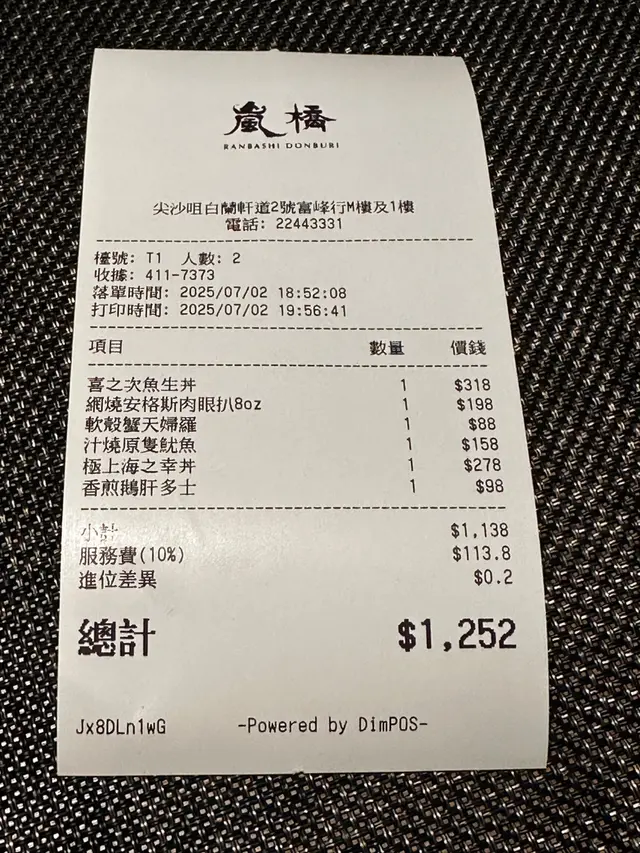 嵐橋
RANBASHI DONBURI
尖沙咀白蘭軒道2號富峰行M樓及1樓
電話: 22443331
檯號: T1 人數: 2
收據: 411-7373
落單時間: 2025/07/02 18:52:08
打印時間: 2025/07/02 19:56:41
項目 數量 價錢
喜之次魚生丼 1 $318
網燒安格斯肉眼扒8oz 1 $198
軟殼蟹天婦羅 1 $88
汁燒原隻魷魚 1 $158
極上海之幸丼 1 $278
香煎鵝肝多士 1 $98
小計 $1,138
服務費(10%) $113.8
進位差異 $0.2
總計 $1,252
Jx8DLn1wG -Powered by DimPOS-